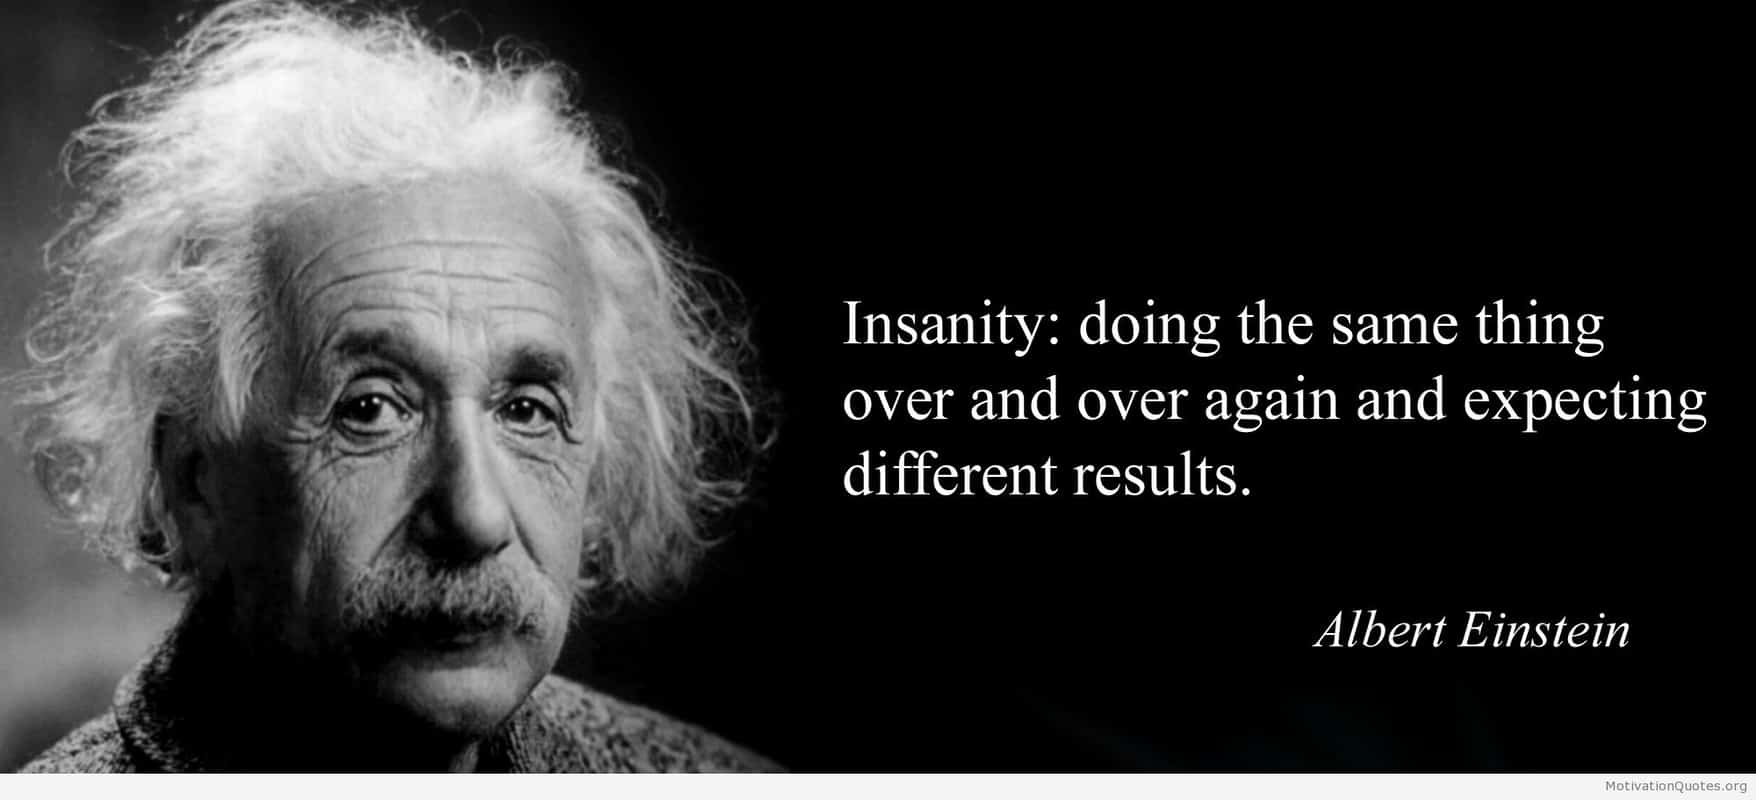 Insanity: doing the same thing
over and over again and expecting
different results.
Albert Einstein
MotivationQuotes.org